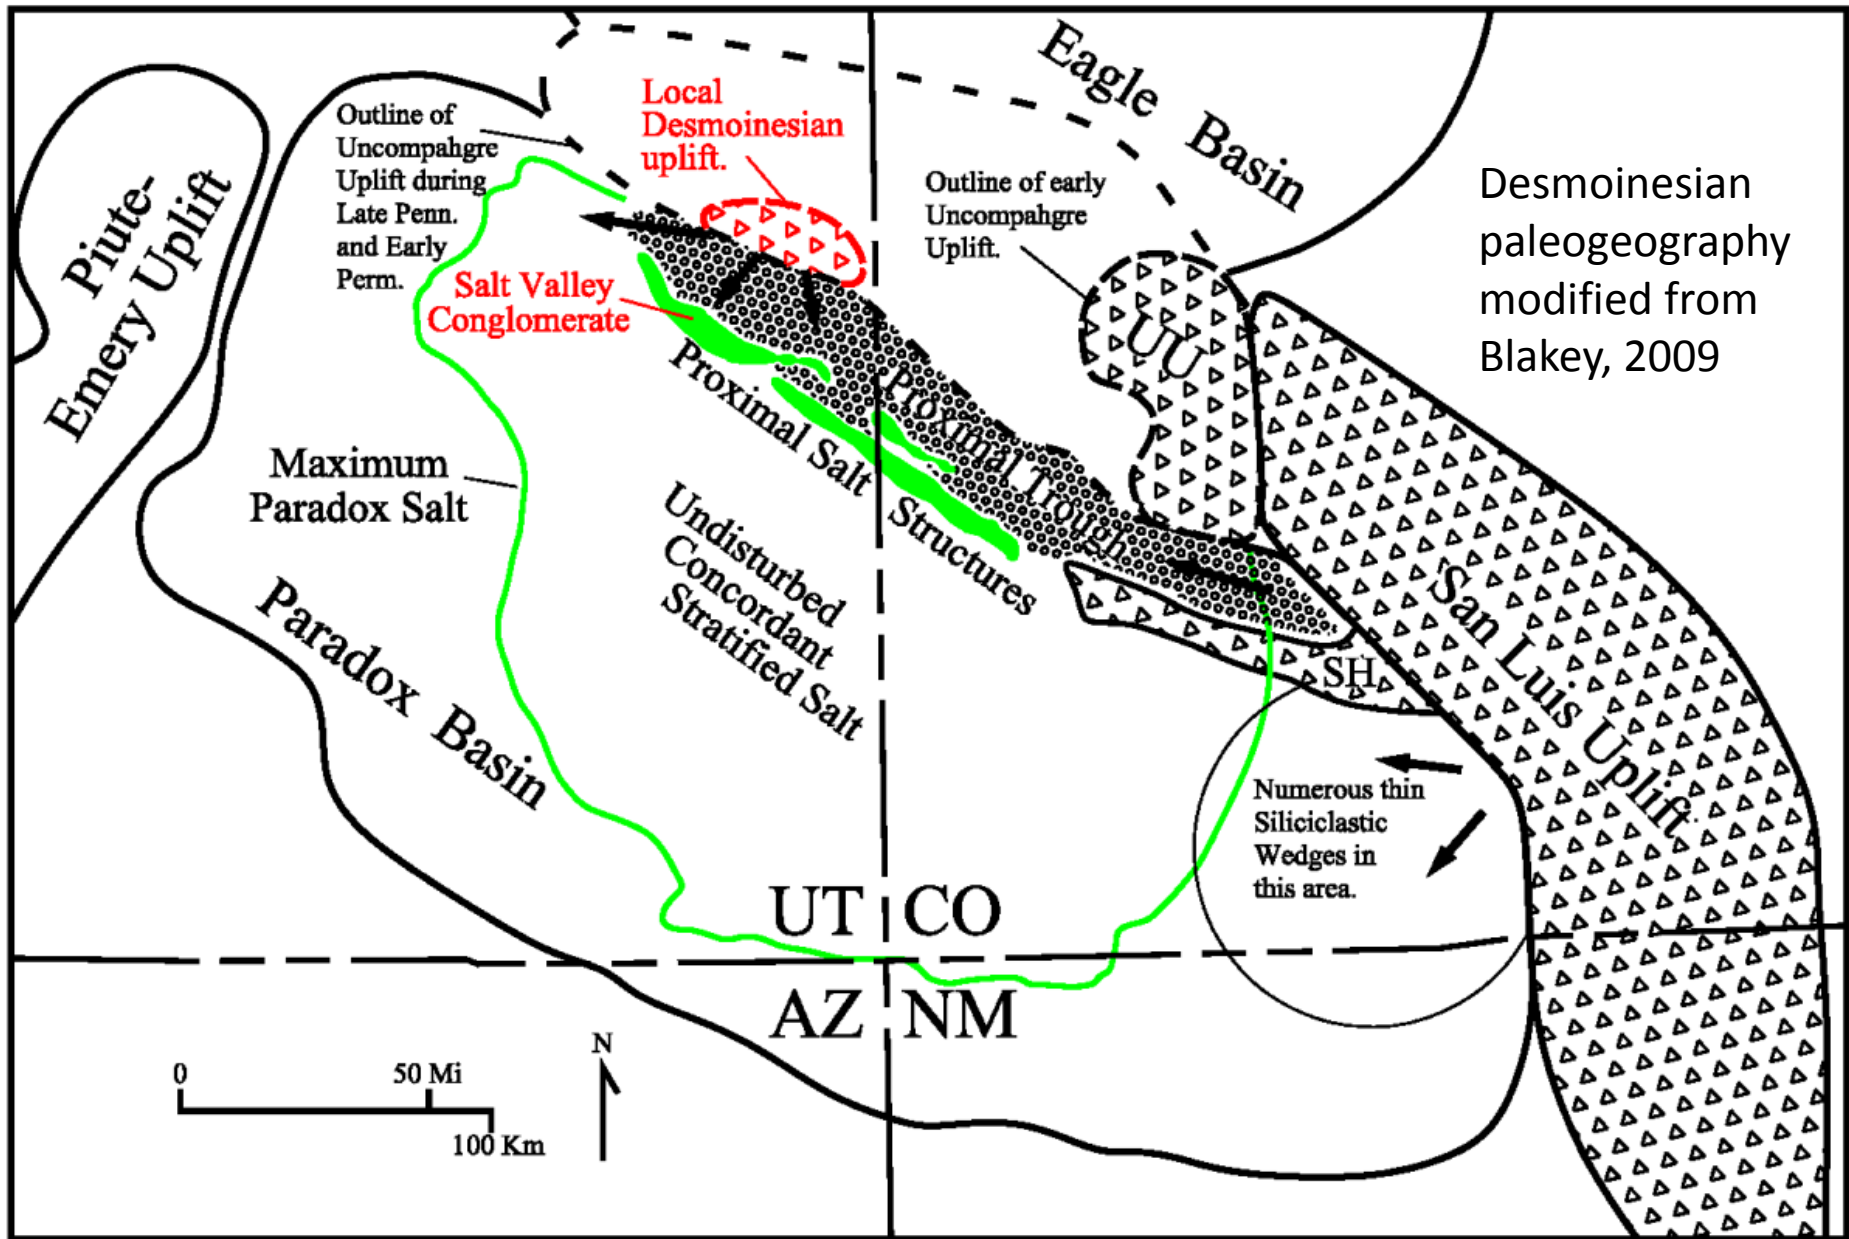 Eagle Basin
Local
Desmoinesian
uplift.
Outline of
Uncompahgre
Uplift during
Late Penn.
and Early
Perm.
Piute-
Emery Uplift
Outline of early
Uncompahgre
Uplift.
Desmoinesian
paleogeography
modified from
Blakey, 2009
Salt Valley
Conglomerate
UU
Proximal Salt Structures
Proximal Trough
Maximum
Paradox Salt
Undisturbed
Concordant
Stratified Salt
Paradox Basin
San Luis Uplift
SH
Numerous thin
Siliciclastic
Wedges in
this area.
UT CO
AZ NM
N
0 50 Mi
100 Km